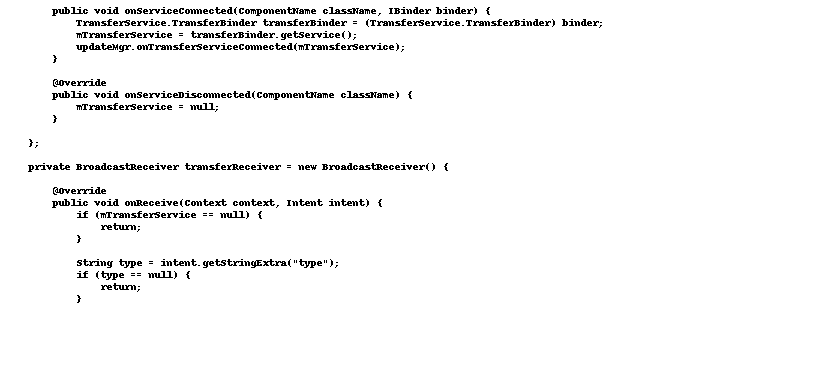 public void onServiceConnected(ComponentName className, IBinder binder) {
TransferService.TransferBinder transferBinder = (TransferService.TransferBinder) binder;
mTransferService = transferBinder.getService();
updateMgr.onTransferServiceConnected(mTransferService);
}
@Override
public void onServiceDisconnected(ComponentName className) {
mTransferService = null;
}
};
private BroadcastReceiver transferReceiver = new BroadcastReceiver() {
@Override
public void onReceive(Context context, Intent intent) {
if (mTransferService == null) {
return;
}
String type = intent.getStringExtra("type");
if (type == null) {
return;
}